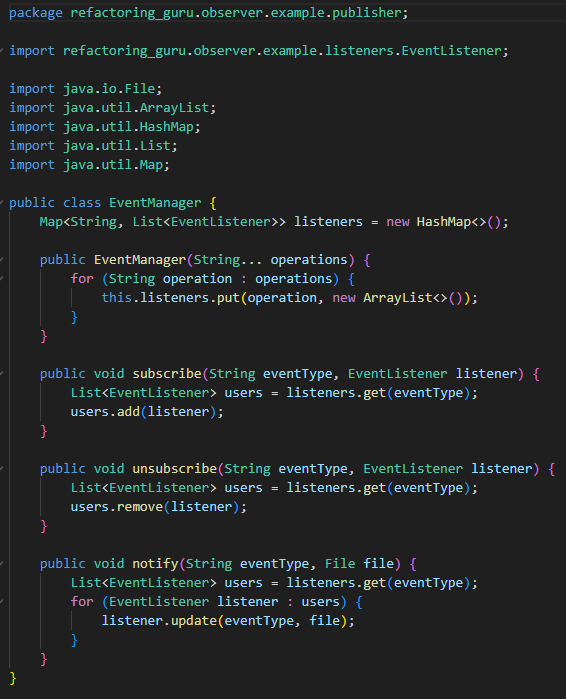 package refactoring_guru.observer.example.publisher;
import refactoring_guru.observer.example.listeners.EventListener;
import java.io.File;
import java.util.ArrayList;
import java.util.HashMap;
import java.util.List;
import java.util.Map;
public class EventManager {
    Map<String, List<EventListener>> listeners = new HashMap<>();
    public EventManager(String... operations) {
        for (String operation : operations) {
            this.listeners.put(operation, new ArrayList<>());
        }
    }
    public void subscribe(String eventType, EventListener listener) {
        List<EventListener> users = listeners.get(eventType);
        users.add(listener);
    }
    public void unsubscribe(String eventType, EventListener listener) {
        List<EventListener> users = listeners.get(eventType);
        users.remove(listener);
    }
    public void notify(String eventType, File file) {
        List<EventListener> users = listeners.get(eventType);
        for (EventListener listener : users) {
            listener.update(eventType, file);
        }
    }
}